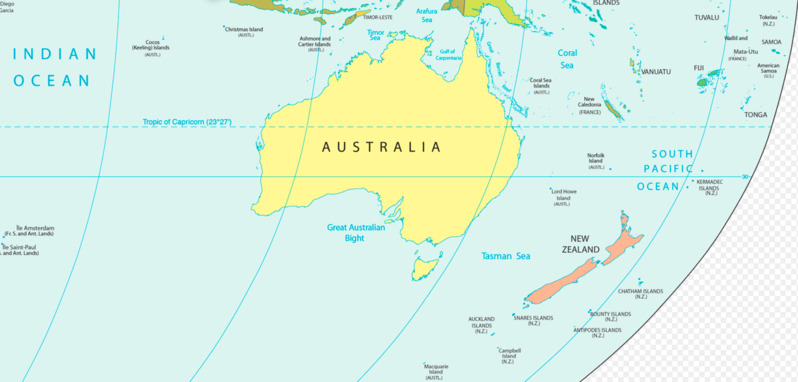 Diego
Garcia
INDIAN
OCEAN
Cocos
(Keeling) Islands
(AUSTL.)
Christmas Island
(AUSTL.)
Ashmore and
Cartier Islands
(AUSTL.)
TIMOR-LESTE
Timor
Sea
Arafura
Sea
Gulf of
Carpentaria
ISLANDS
Coral
Sea
Coral Sea
Islands
(AUSTL.)
VANUATU
New
Caledonia
(FRANCE)
FIJI
TUVALU
Tokelau
(N.Z.)
Wallil and
Mata-Utu
(FRANCE)
SAMOA
American
Samoa
(U.S.)
TONGA
Tropic of Capricorn (23°27')
AUSTRALIA
Norfolk
Island
(AUSTL.)
SOUTH
PACIFIC
OCEAN
30
KERMADEC
ISLANDS
(N.Z.)
Lord Howe
Island
(AUSTL.)
Île Amsterdam
(Fr. S. and Ant. Lands)
Île Saint-Paul
S. and Ant. Lands)
Great Australian
Bight
Tasman Sea
NEW
ZEALAND
CHATHAM ISLANDS
(N.Z.)
SNARES ISLANDS
(N.Z.)
BOUNTY ISLANDS
(N.Z.)
AUCKLAND
ISLANDS
(N.Z.)
ANTIPODES ISLANDS
(N.Z.)
Campbell
Island
(N.Z.)
Macquarie
Island
(AUSTL.)